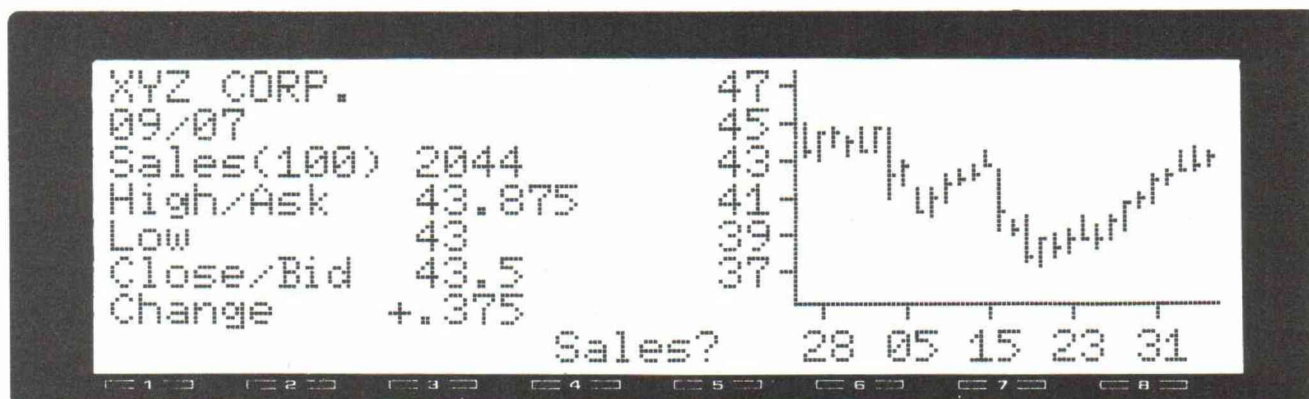 XYZ CORP.
09/07
Sales(100) 2044
High/Ask 43.875
Low 43
Close/Bid 43.5
Change +.375
Sales?
47
45
43
41
39
37
28 05 15 23 31
1 2 3 4 5 6 7 8